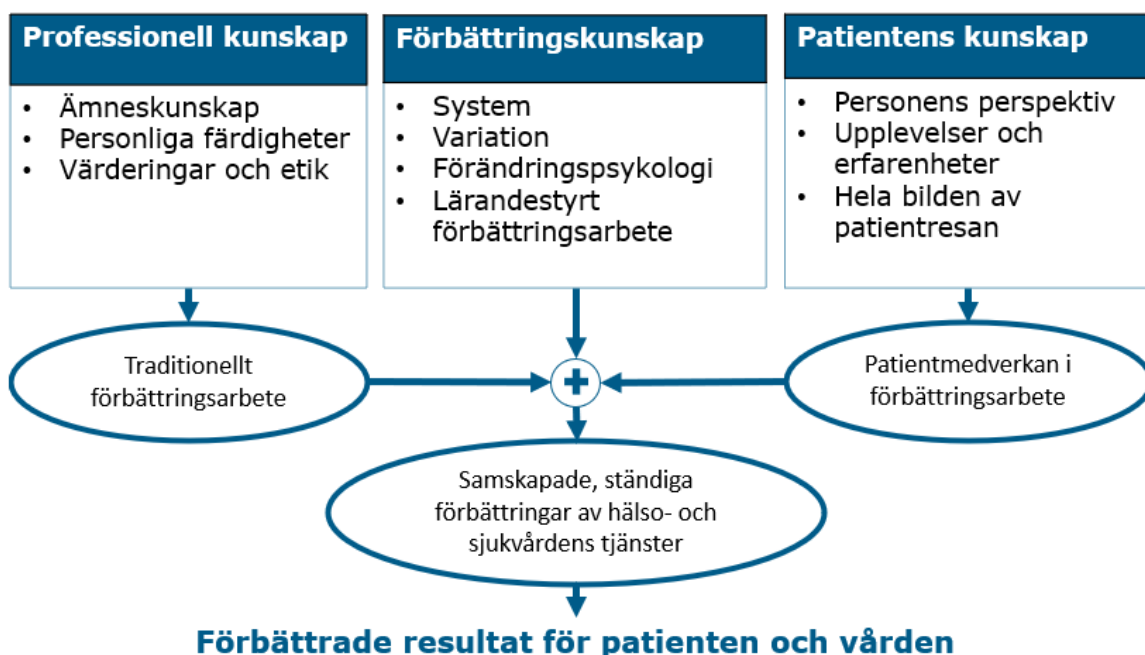 Professionell kunskap
• Ämneskunskap
• Personliga färdigheter
• Värderingar och etik
Förbättringskunskap
• System
• Variation
• Förändringspsykologi
• Lärandestyrt
förbättringsarbete
Patientens kunskap
• Personens perspektiv
• Upplevelser och
erfarenheter
• Hela bilden av
patientresan
Traditionellt
förbättringsarbete
+
Patientmedverkan i
förbättringsarbete
Samskapade, ständiga
förbättringar av hälso- och
sjukvårdens tjänster
Förbättrade resultat för patienten och vården